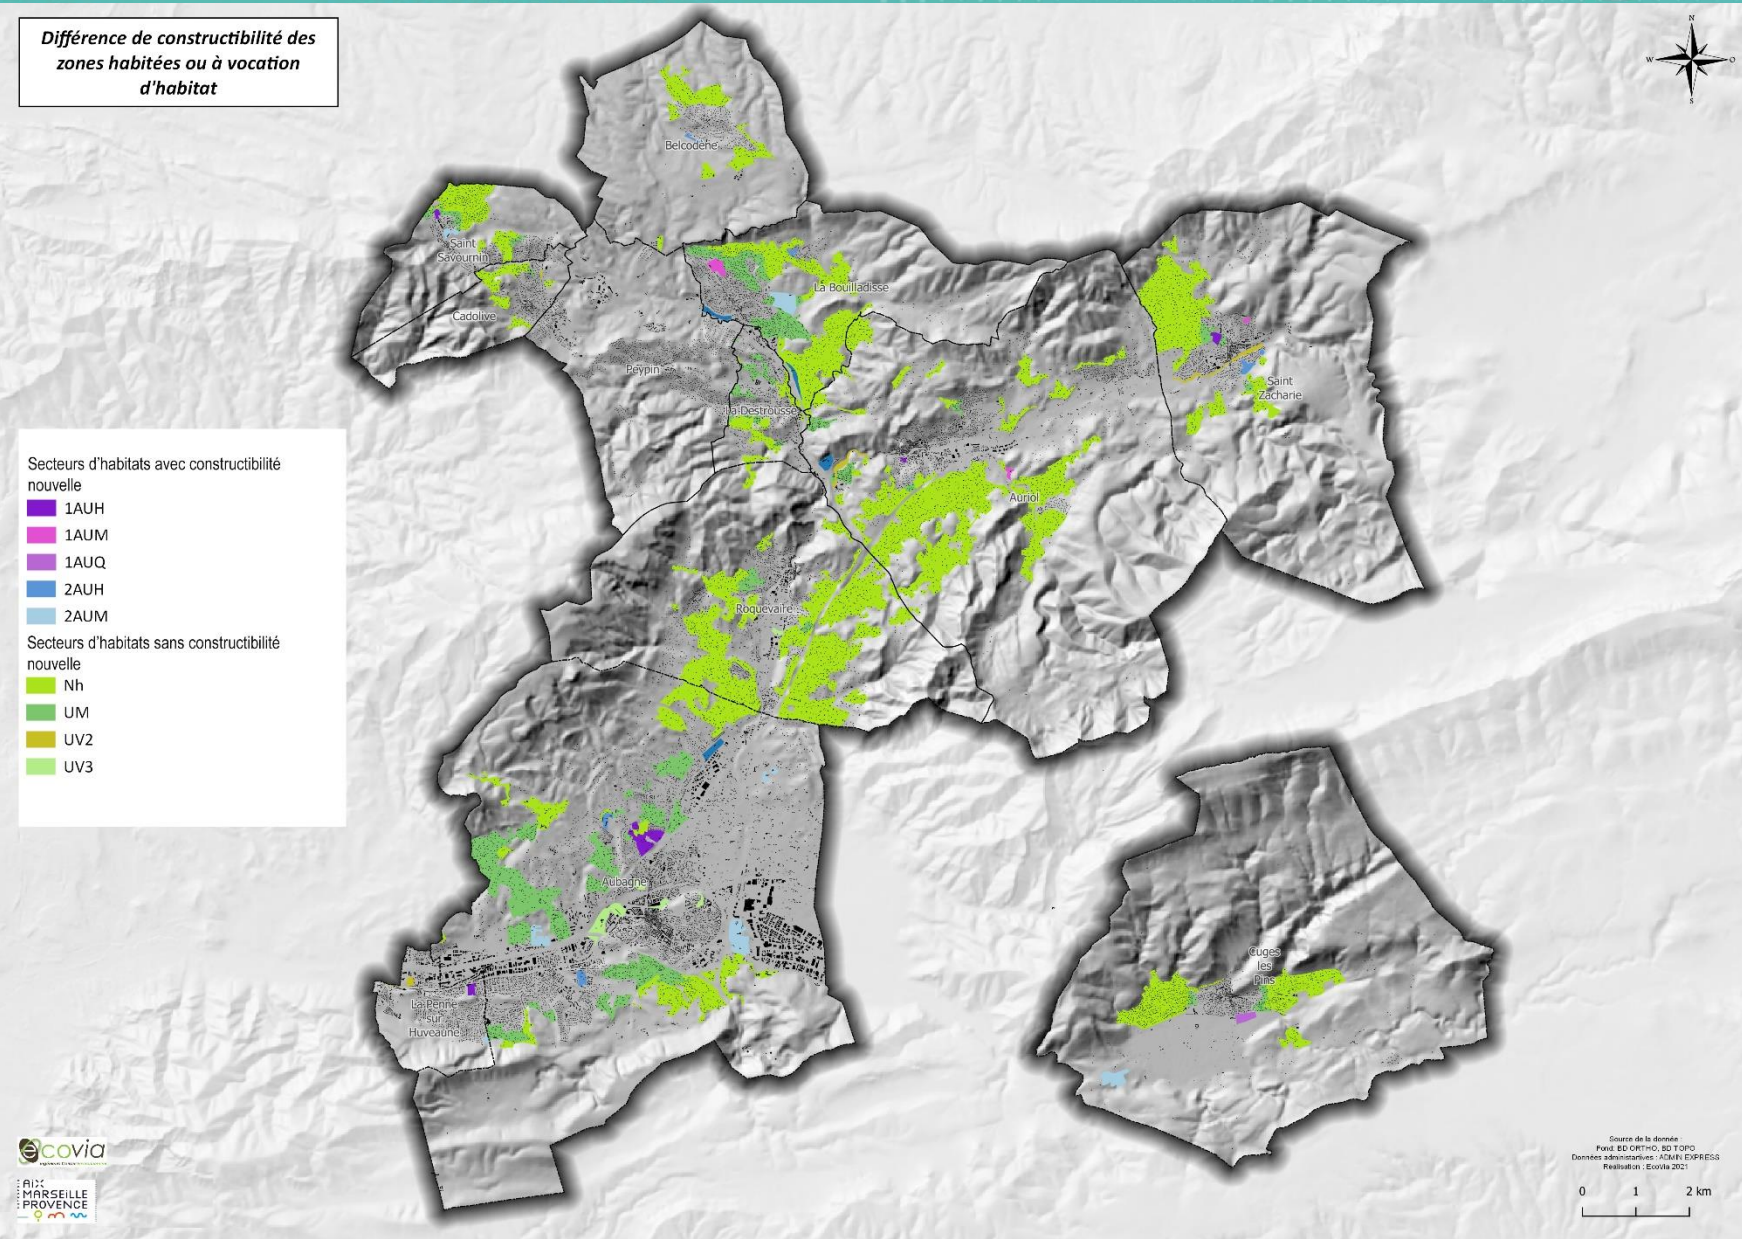 Différence de constructibilité des
zones habitées ou à vocation
d'habitat
N
W
O
S
Belcodène
Saint
Savournin
La Bouilladisse
Cadolive
Peypin
Saint
Zacharie
La Destrousse
Auriol
Roquevaire
Aubagne
Cuges
les
Pins
La Penne
sur
Huveaune
Secteurs d'habitats avec constructibilité
nouvelle
1AUH
1AUM
1AUQ
2AUH
2AUM
Secteurs d'habitats sans constructibilité
nouvelle
Nh
UM
UV2
UV3
écovia
AIX
MARSEILLE
PROVENCE
Source de la donnée :
Fond: BD ORTHO, BD TOPO
Données administartives : ADMIN EXPRESS
Réalisation : EcoVia 2021
0 1 2 km